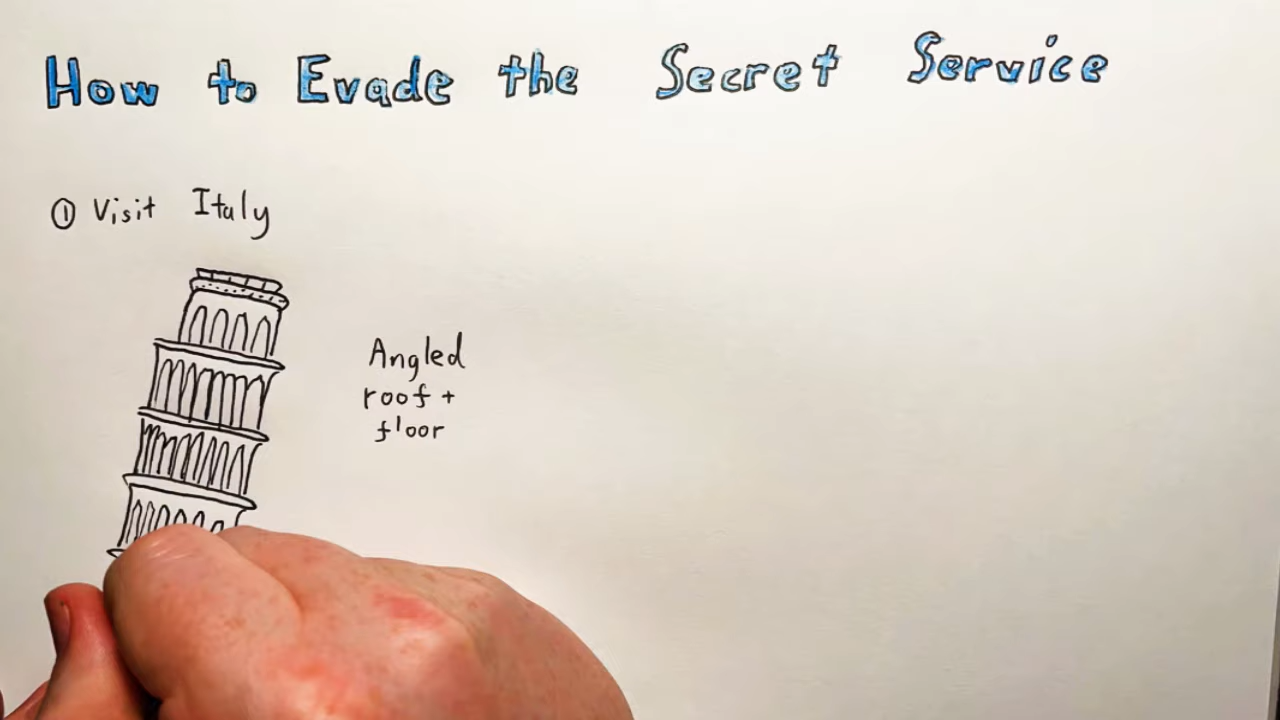 How to Evade the Secret Service
① Visit Italy
Angled
roof +
floor